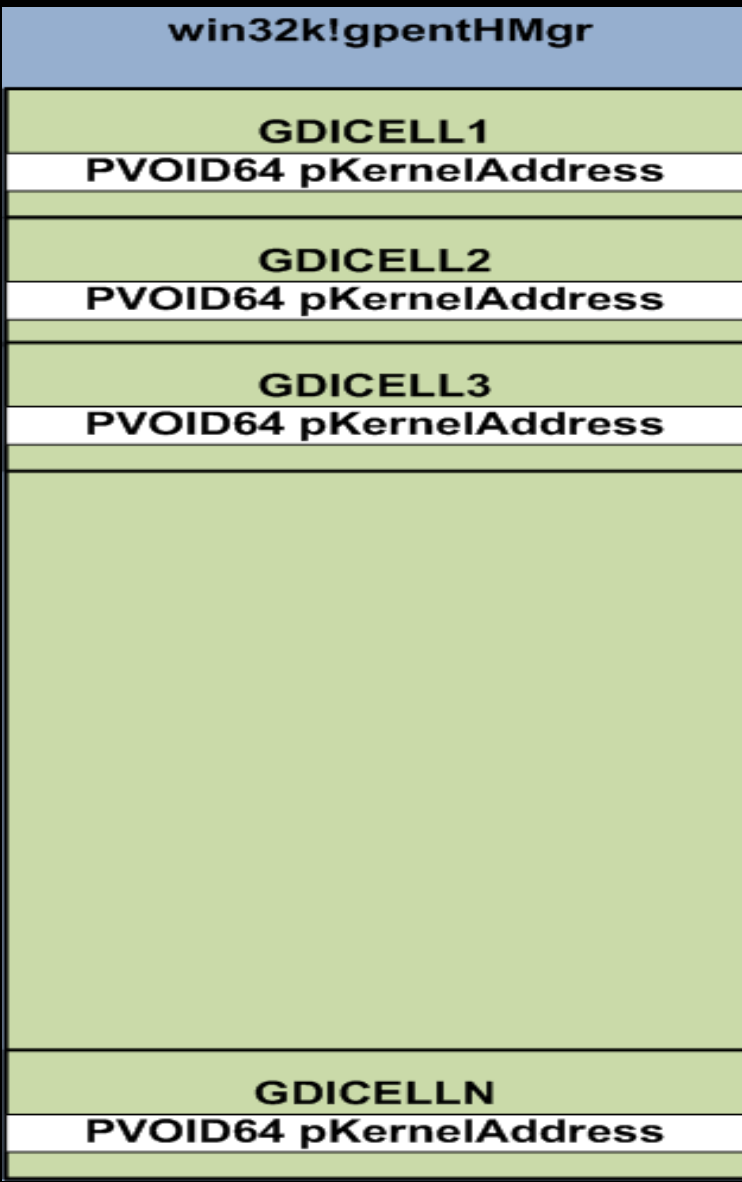 win32k!gpentHMgr
GDICELL1
PVOID64 pKernelAddress
GDICELL2
PVOID64 pKernelAddress
GDICELL3
PVOID64 pKernelAddress
GDICELLN
PVOID64 pKernelAddress